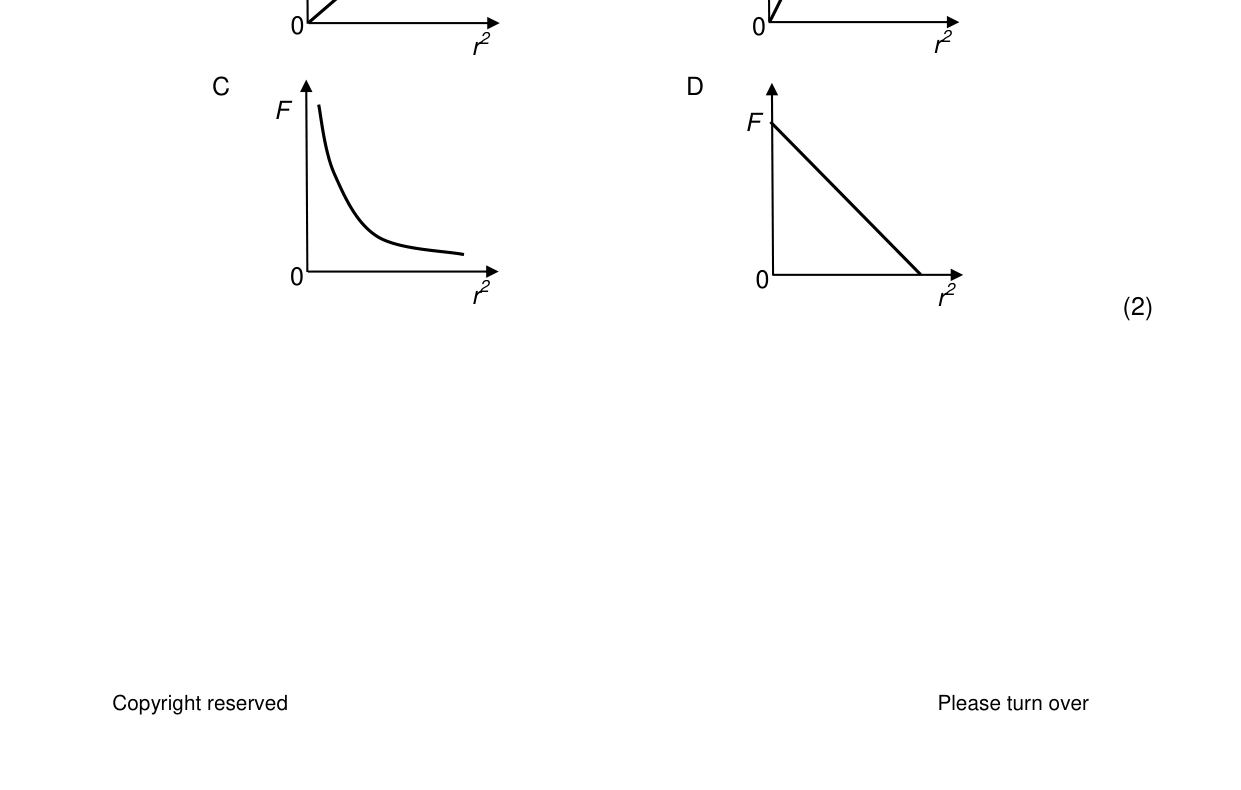 0 0
r² r²
C D
F
F
0
0
r² r²
(2)
Copyright reserved Please turn over